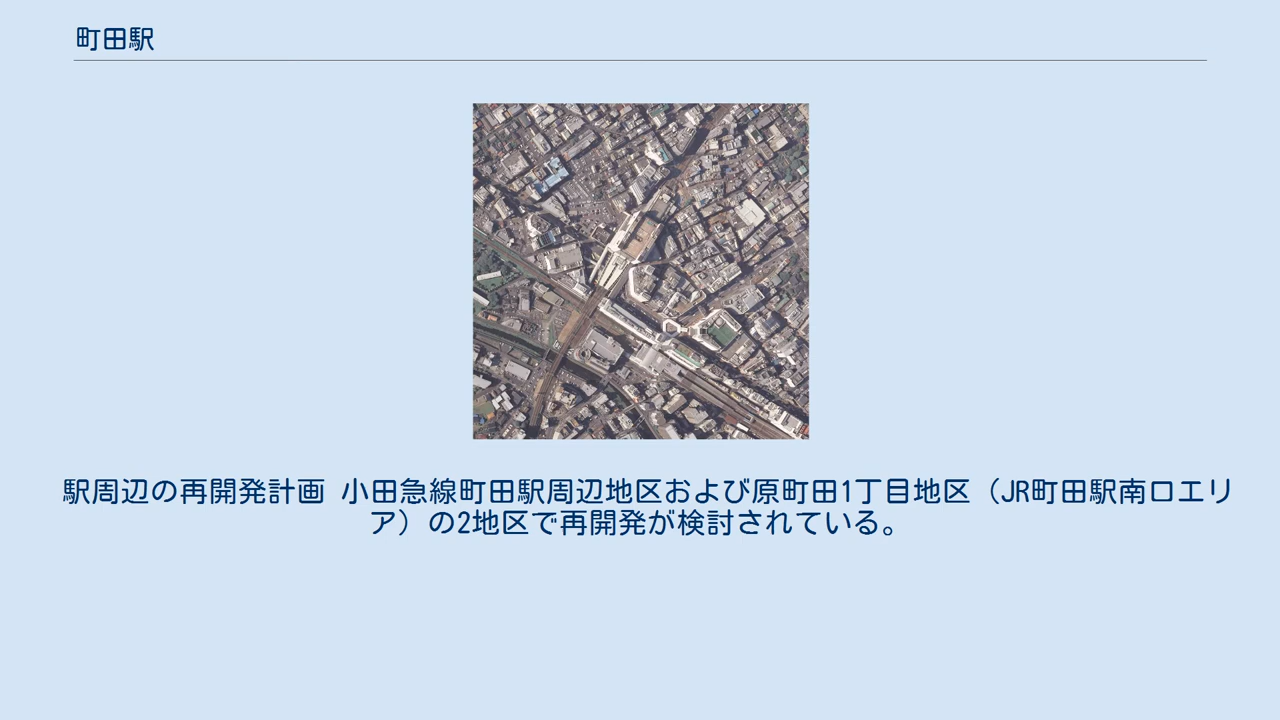 町田駅
駅周辺の再開発計画 小田急線町田駅周辺地区および原町田1丁目地区（JR町田駅南口エリ
ア）の2地区で再開発が検討されている。